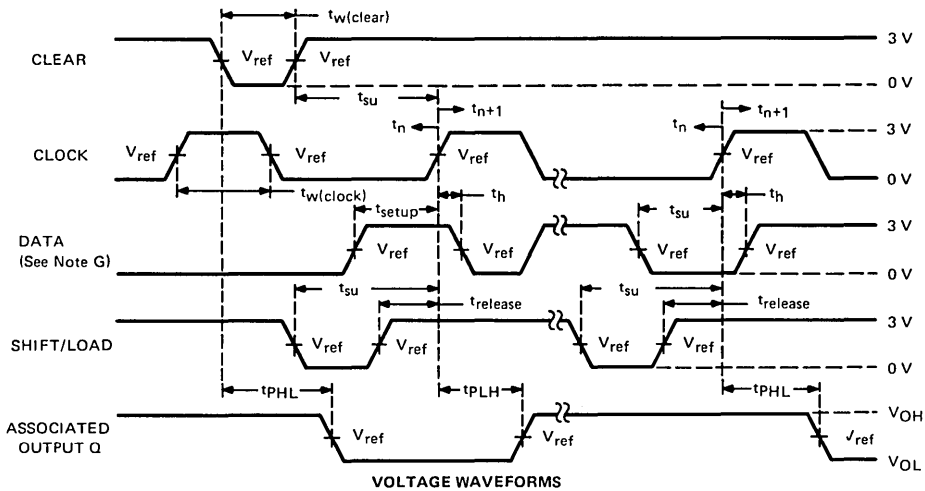 tw(clear)
CLEAR Vref Vref 3 V
0 V
tsu tn tn+1 tn tn+1
CLOCK Vref Vref Vref Vref 3 V
0 V
tw(clock) tsetup th tsu th
DATA
(See Note G) Vref Vref Vref Vref 3 V
0 V
tsu trelease tsu trelease
SHIFT/LOAD Vref Vref Vref Vref 3 V
0 V
tPHL tPLH tPHL
ASSOCIATED
OUTPUT Q Vref Vref √ref VOH
VOL
VOLTAGE WAVEFORMS